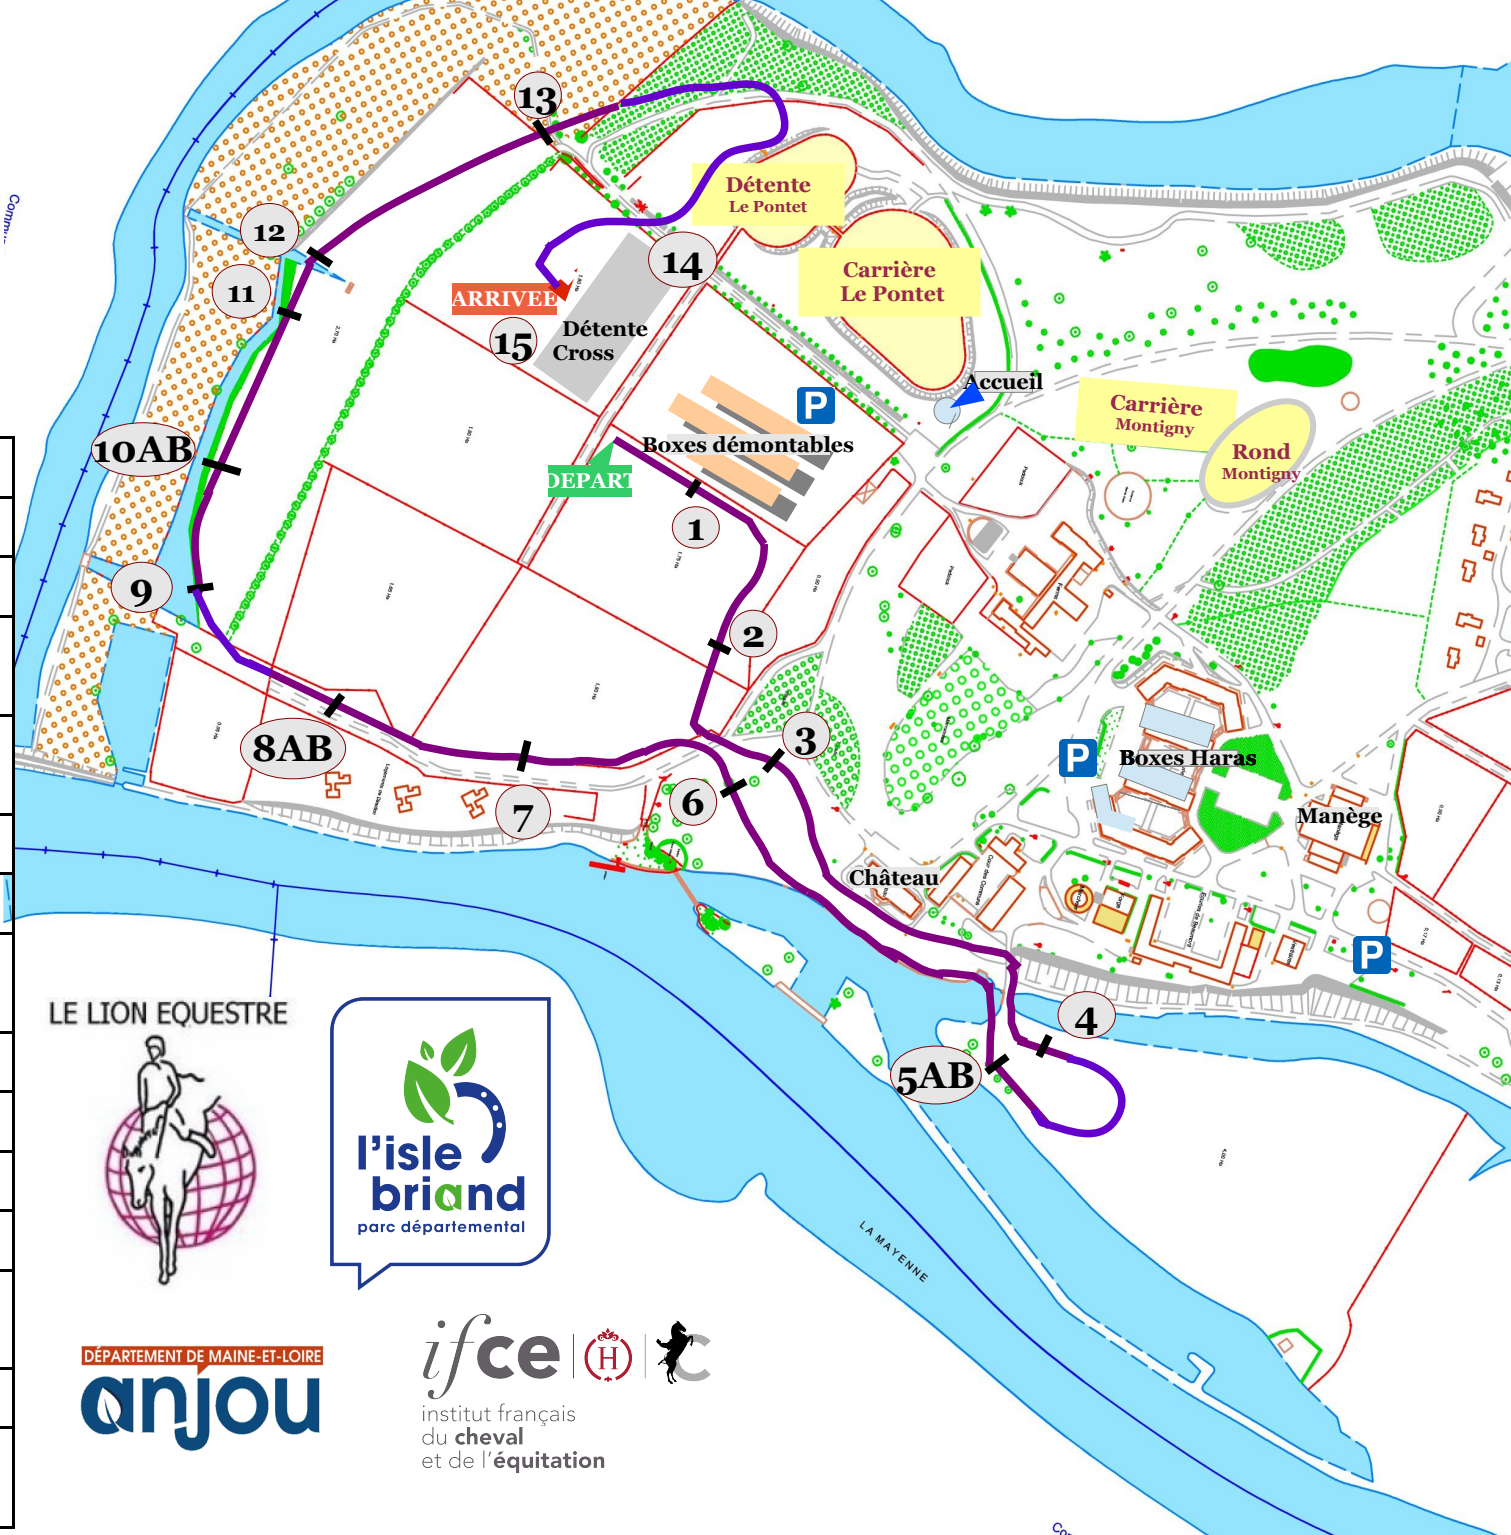 13
Détente
Le Pontet
12
14
Carrière
Le Pontet
11
ARRIVEE
15
Détente
Cross
Accueil
P
Carrière
Montigny
10AB
Boxes démontables
Rond
Montigny
DEPART
1
9
2
3
8AB
P
Boxes Haras
6
7
Manège
Château
P
4
5AB
LE LION EQUESTRE
l'isle
briand
parc départemental
LA MAYENNE
DÉPARTEMENT DE MAINE-ET-LOIRE
anjou
ifce
H
institut français
du cheval
et de l'équitation